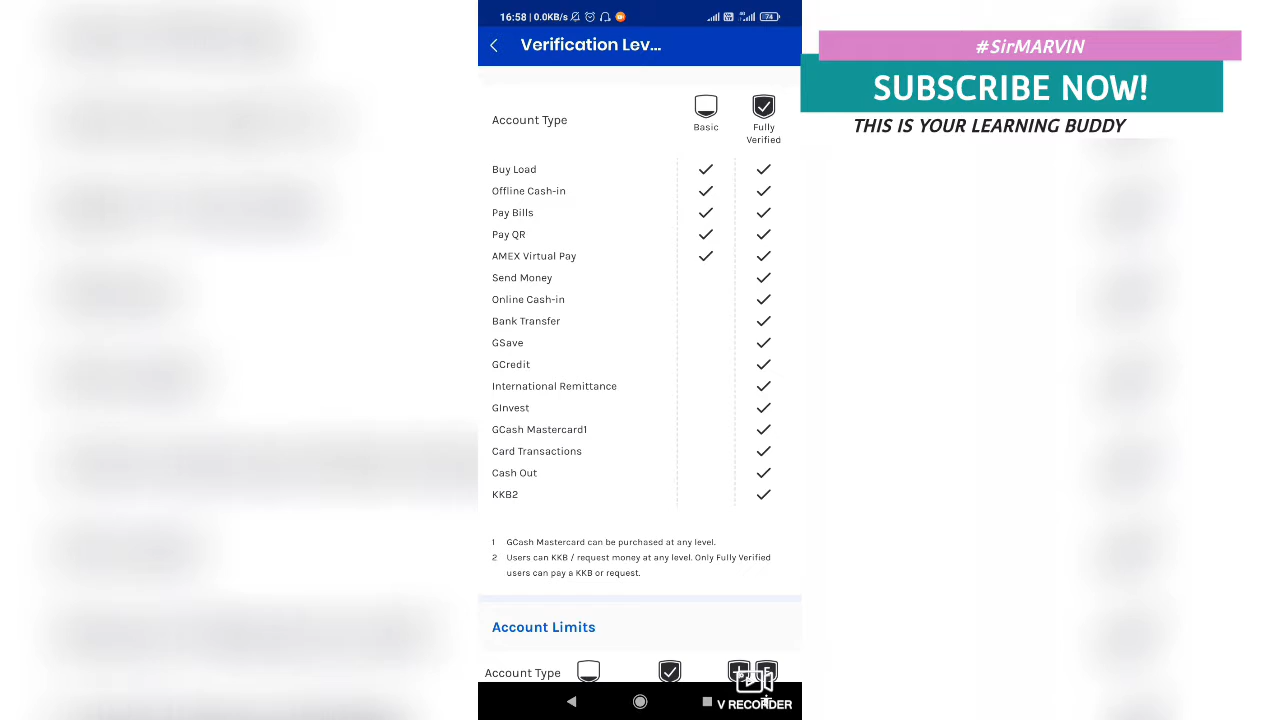 16:58 | 0.0KB/s
74
Verification Lev...
#SirMARVIN
SUBSCRIBE NOW!
THIS IS YOUR LEARNING BUDDY
Account Type
Basic
Fully
Verified
Buy Load
Offline Cash-in
Pay Bills
Pay QR
AMEX Virtual Pay
Send Money
Online Cash-in
Bank Transfer
GSave
GCredit
International Remittance
GInvest
GCash Mastercard1
Card Transactions
Cash Out
KKB2
1 GCash Mastercard can be purchased at any level.
2 Users can KKB / request money at any level. Only Fully Verified
users can pay a KKB or request.
Account Limits
Account Type
V RECORDER